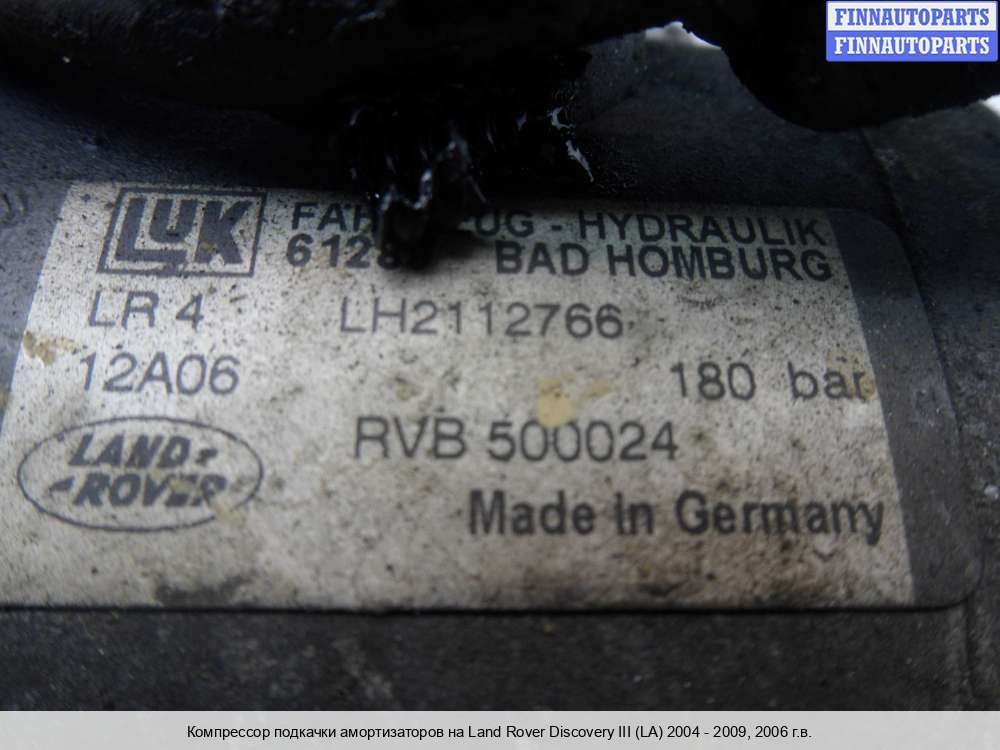 FINNAUTOPARTS
FINNAUTOPARTS
LUK
HYDRAULIK
BAD HOMBURG
LR 4 LH2112766
12A06 180 bar
LAND ROVER
RVB 500024
Made in Germany
Компрессор подкачки амортизаторов на Land Rover Discovery III (LA) 2004 - 2009, 2006 г.в.